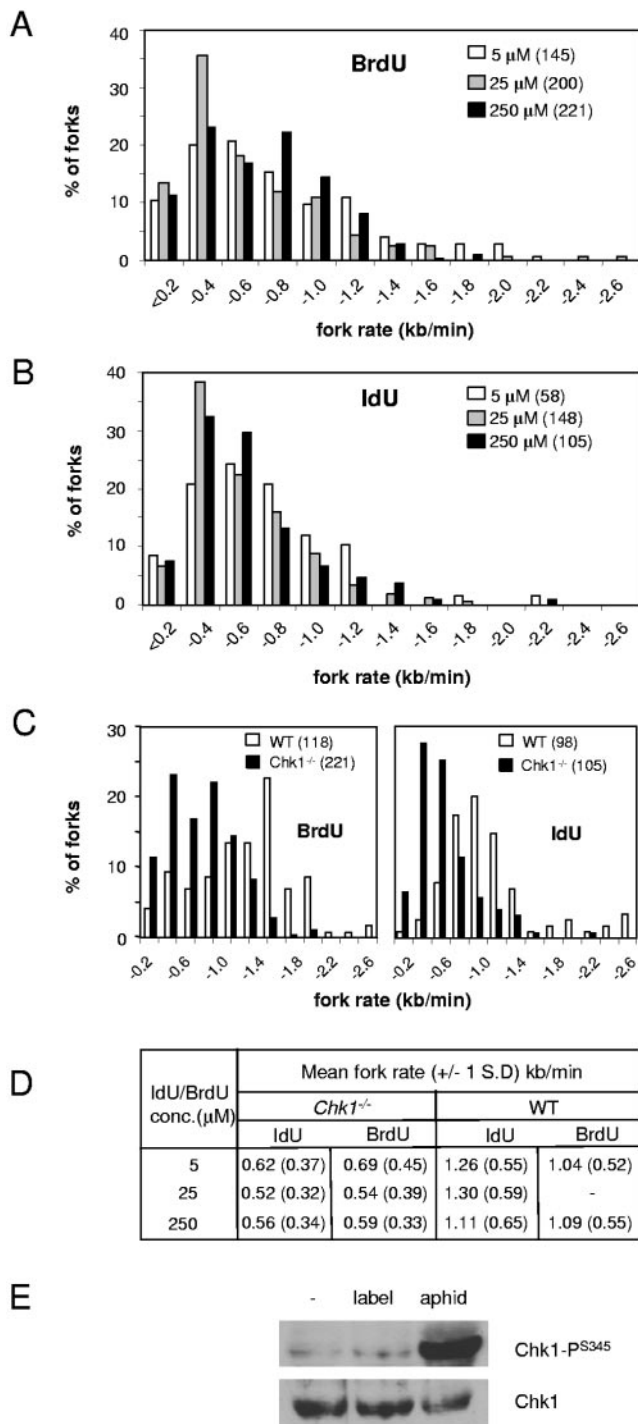 A
BrdU
5 µM (145)
25 µM (200)
250 µM (221)
% of forks
40
30
20
10
0
<0.2
-0.4
-0.6
-0.8
-1.0
-1.2
-1.4
-1.6
-1.8
-2.0
-2.2
-2.4
-2.6
fork rate (kb/min)
B
IdU
5 µM (58)
25 µM (148)
250 µM (105)
% of forks
40
30
20
10
0
<0.2
-0.4
-0.6
-0.8
-1.0
-1.2
-1.4
-1.6
-1.8
-2.0
-2.2
-2.4
-2.6
fork rate (kb/min)
C
WT (118)
Chk1-/- (221)
BrdU
WT (98)
Chk1-/- (105)
IdU
% of forks
30
20
10
0
-0.2
-0.6
-1.0
-1.4
-1.8
-2.2
-2.6
-0.2
-0.6
-1.0
-1.4
-1.8
-2.2
-2.6
fork rate (kb/min)
D
IdU/BrdU conc.(µM)
Mean fork rate (+/- 1 S.D) kb/min
Chk1-/- WT
IdU BrdU IdU BrdU
5 0.62 (0.37) 0.69 (0.45) 1.26 (0.55) 1.04 (0.52)
25 0.52 (0.32) 0.54 (0.39) 1.30 (0.59) -
250 0.56 (0.34) 0.59 (0.33) 1.11 (0.65) 1.09 (0.55)
E
- label aphid
Chk1-PS345
Chk1